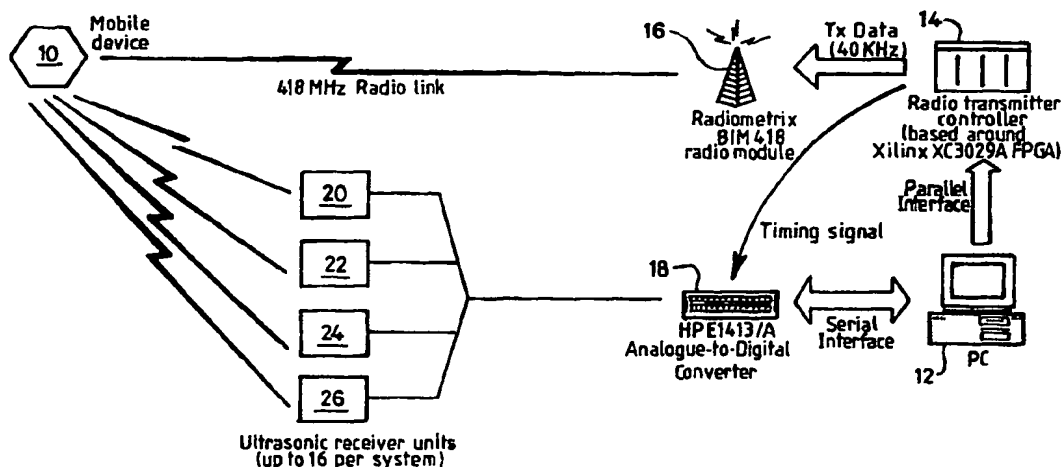 Mobile
device
10
418 MHz Radio link
16
Radiometrix
BIM 418
radio module
Tx Data
(40 KHz)
14
Radio transmitter
controller
(based around
Xilinx XC3029A FPGA)
Parallel
Interface
Timing signal
20
22
24
26
Ultrasonic receiver units
(up to 16 per system)
18
HP E1413/A
Analogue-to-Digital
Converter
Serial
Interface
12
PC